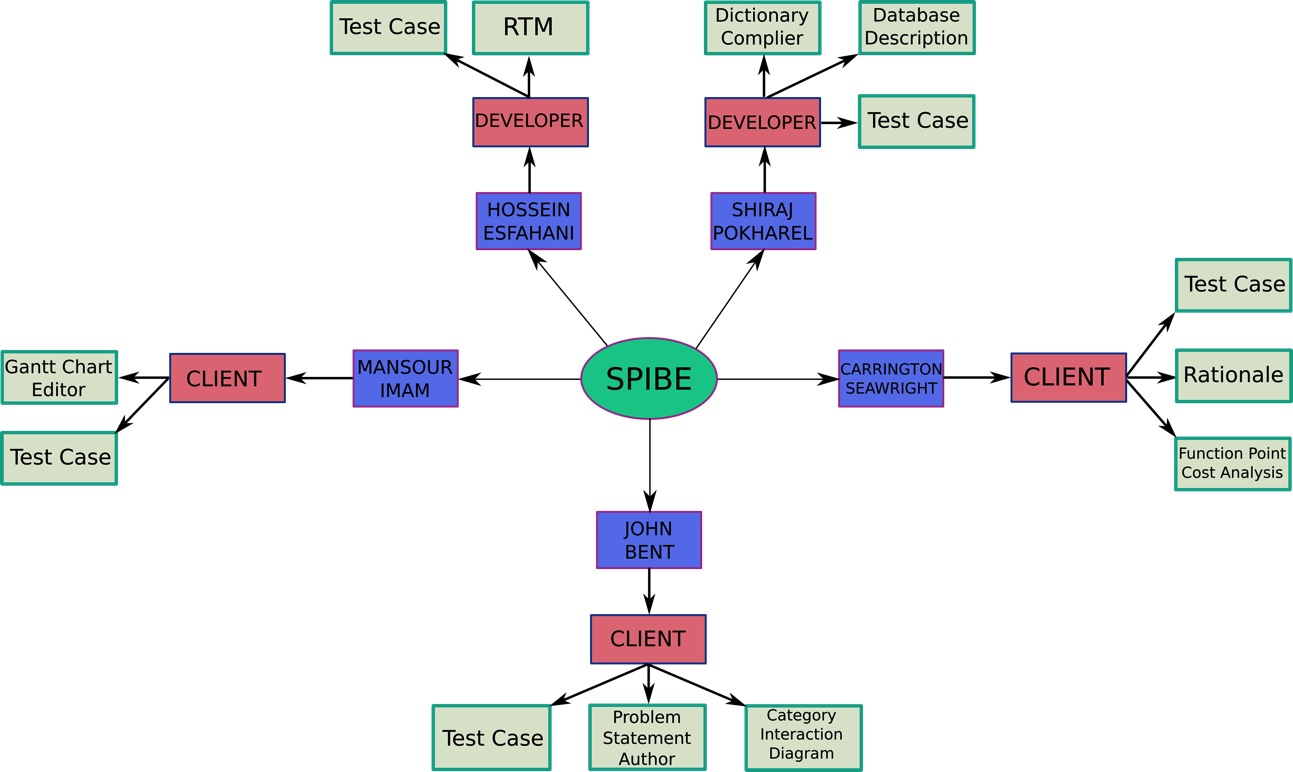 Test Case
RTM
Dictionary
Complier
Database
Description
DEVELOPER
DEVELOPER
Test Case
HOSSEIN
ESFAHANI
SHIRAJ
POKHAREL
Test Case
Gantt Chart
Editor
CLIENT
MANSOUR
IMAM
SPIBE
CARRINGTON
SEAWRIGHT
CLIENT
Rationale
Test Case
Function Point
Cost Analysis
JOHN
BENT
CLIENT
Test Case
Problem
Statement
Author
Category
Interaction
Diagram